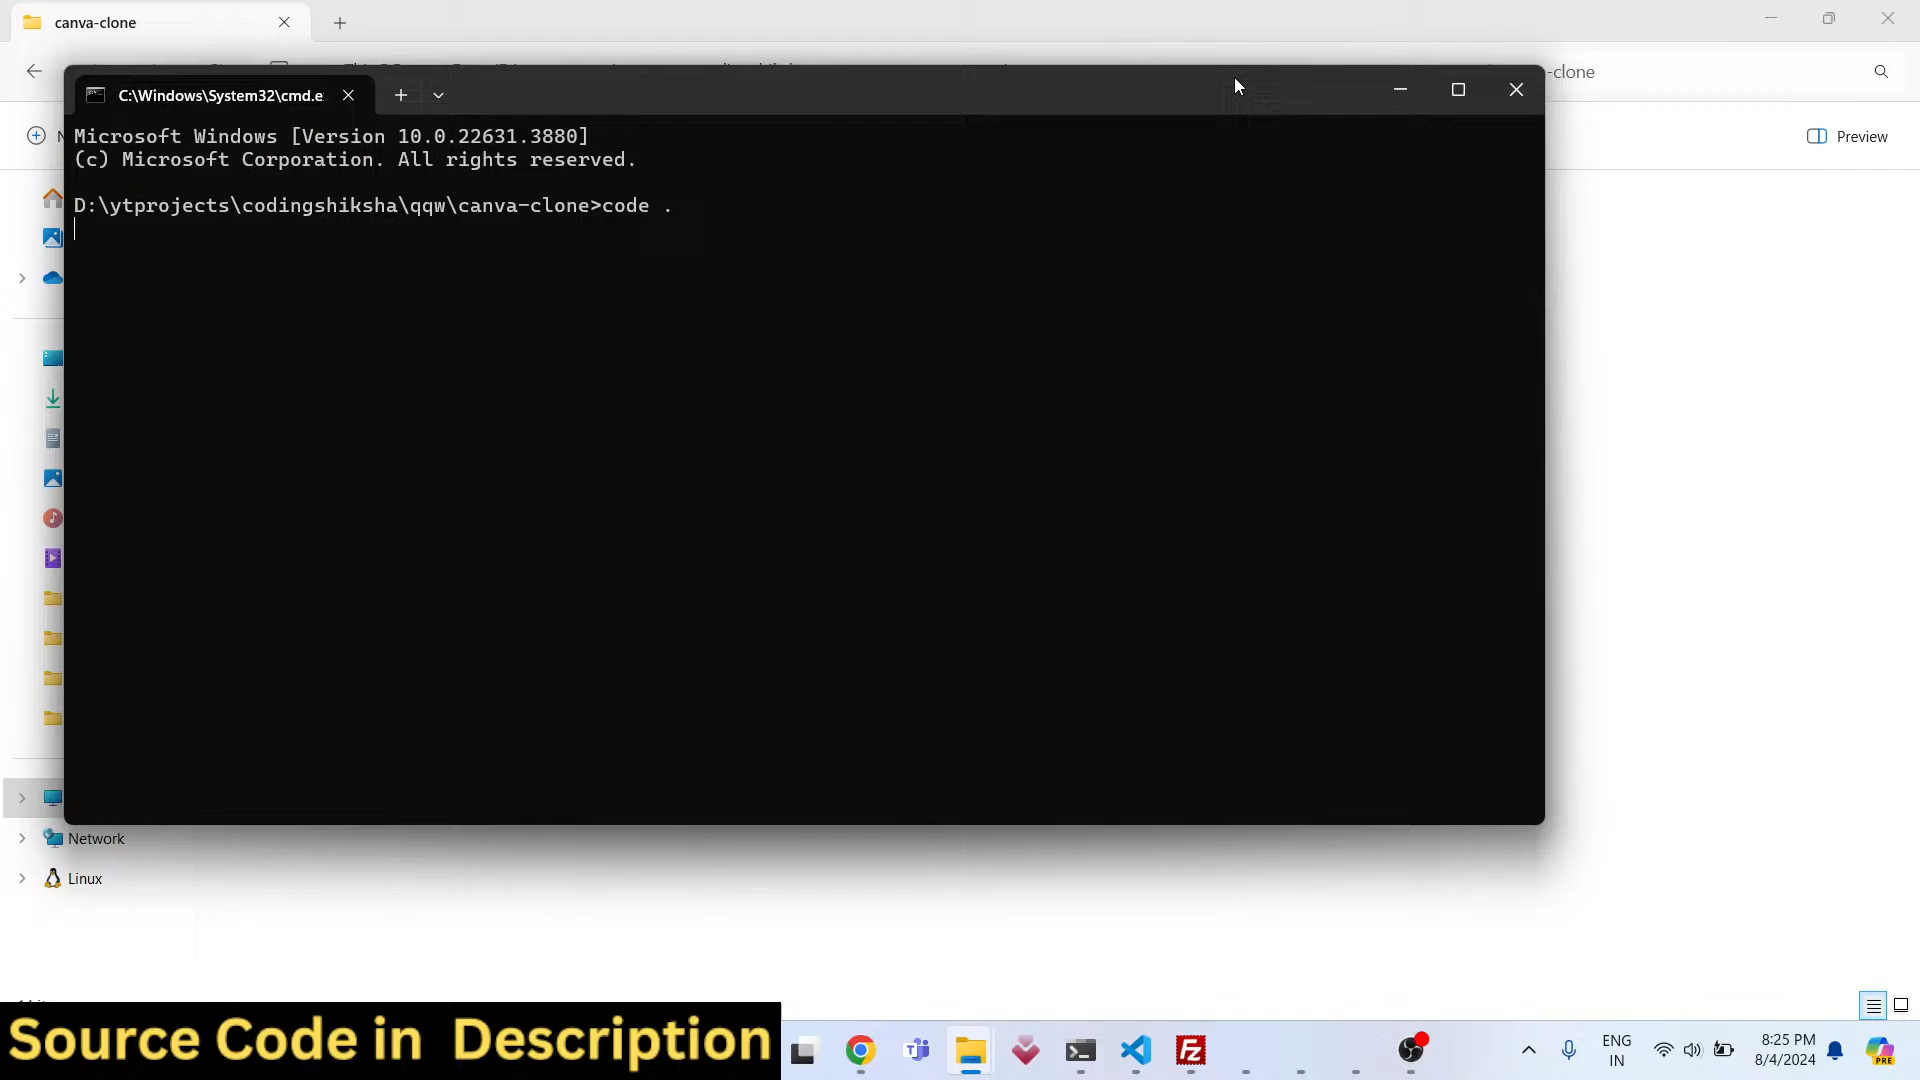 canva-clone
-clone
C:\Windows\System32\cmd.e
Preview
Microsoft Windows [Version 10.0.22631.3880]
(c) Microsoft Corporation. All rights reserved.
D:\ytprojects\codingshiksha\qqw\canva-clone>code .
Network
Linux
Source Code in Description
ENG
IN
8:25 PM
8/4/2024
PRE